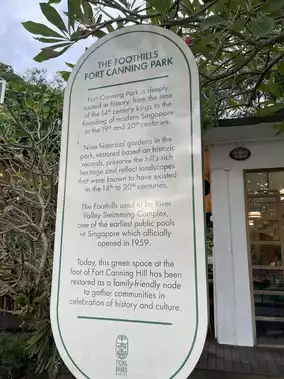 THE FOOTHILLS
FORT CANNING PARK
Fort Canning Park is deeply
rooted in history, from the time
of the 14th century kings to the
founding of modern Singapore
in the 19th and 20th centuries.
Nine historical gardens in the
park, restored based on historic
records, preserve the hill's rich
heritage and reflect landscapes
that were known to have existed
in the 14th to 20th centuries.
The Foothills used to be River
Valley Swimming Complex,
one of the earliest public pools
in Singapore which officially
opened in 1959.
Today, this green space at the
foot of Fort Canning Hill has been
restored as a family-friendly node
to gather communities in
celebration of history and culture.